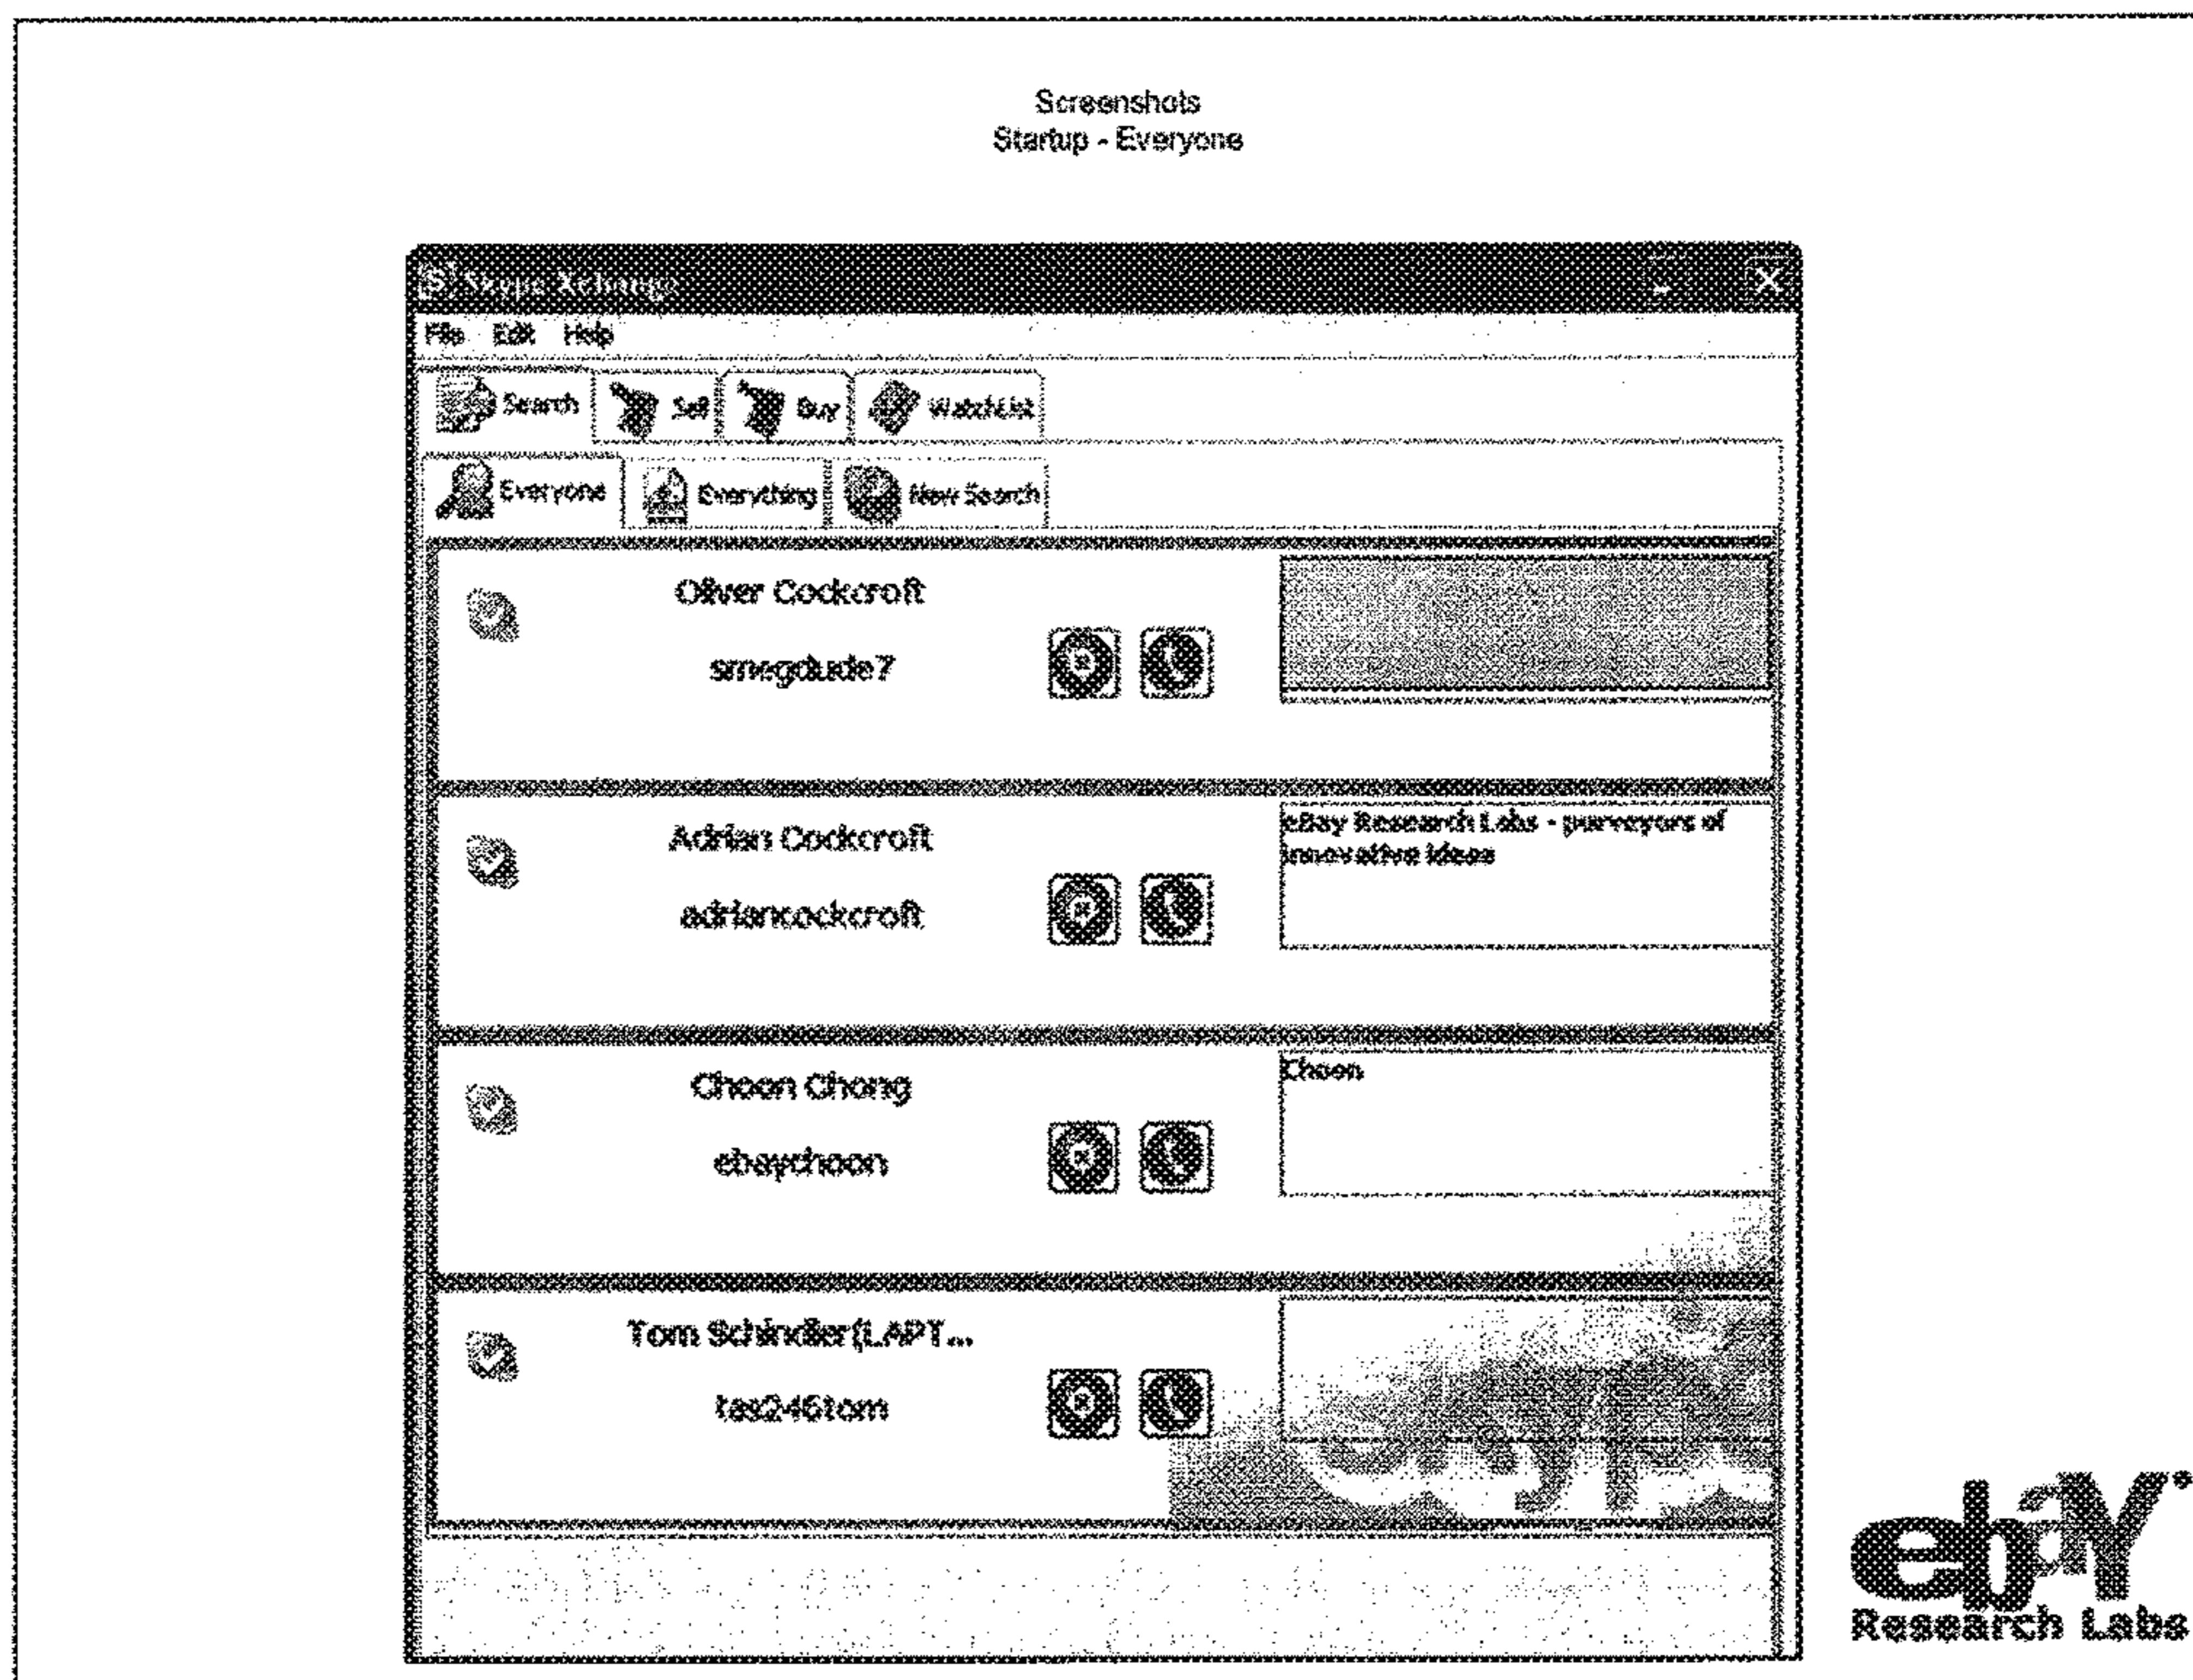 Screenshots
Startup - Everyone
Skype Xchange
File Edit Help
Search Sell Buy Watch List
Everyone Everything New Search
Oliver Cockcroft
smegdude7
Adrian Cockcroft
adriancockcroft
eBay Research Labs - purveyors of
innovative ideas
Choon Chong
ebaychoon
Choon
Tom Schindler(LAPT...
tas246tom
ebaY
Research Labs